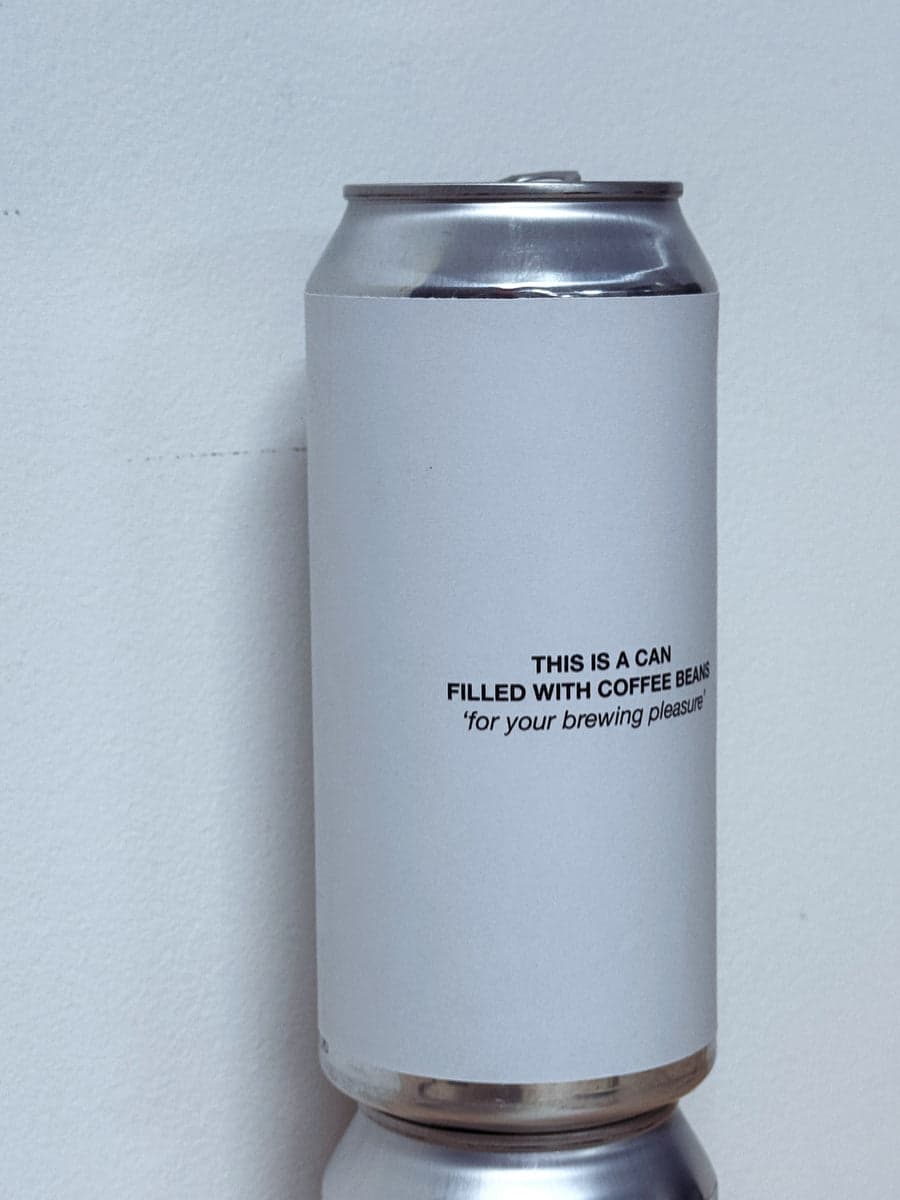 THIS IS A CAN
FILLED WITH COFFEE BEANS
‘for your brewing pleasure’